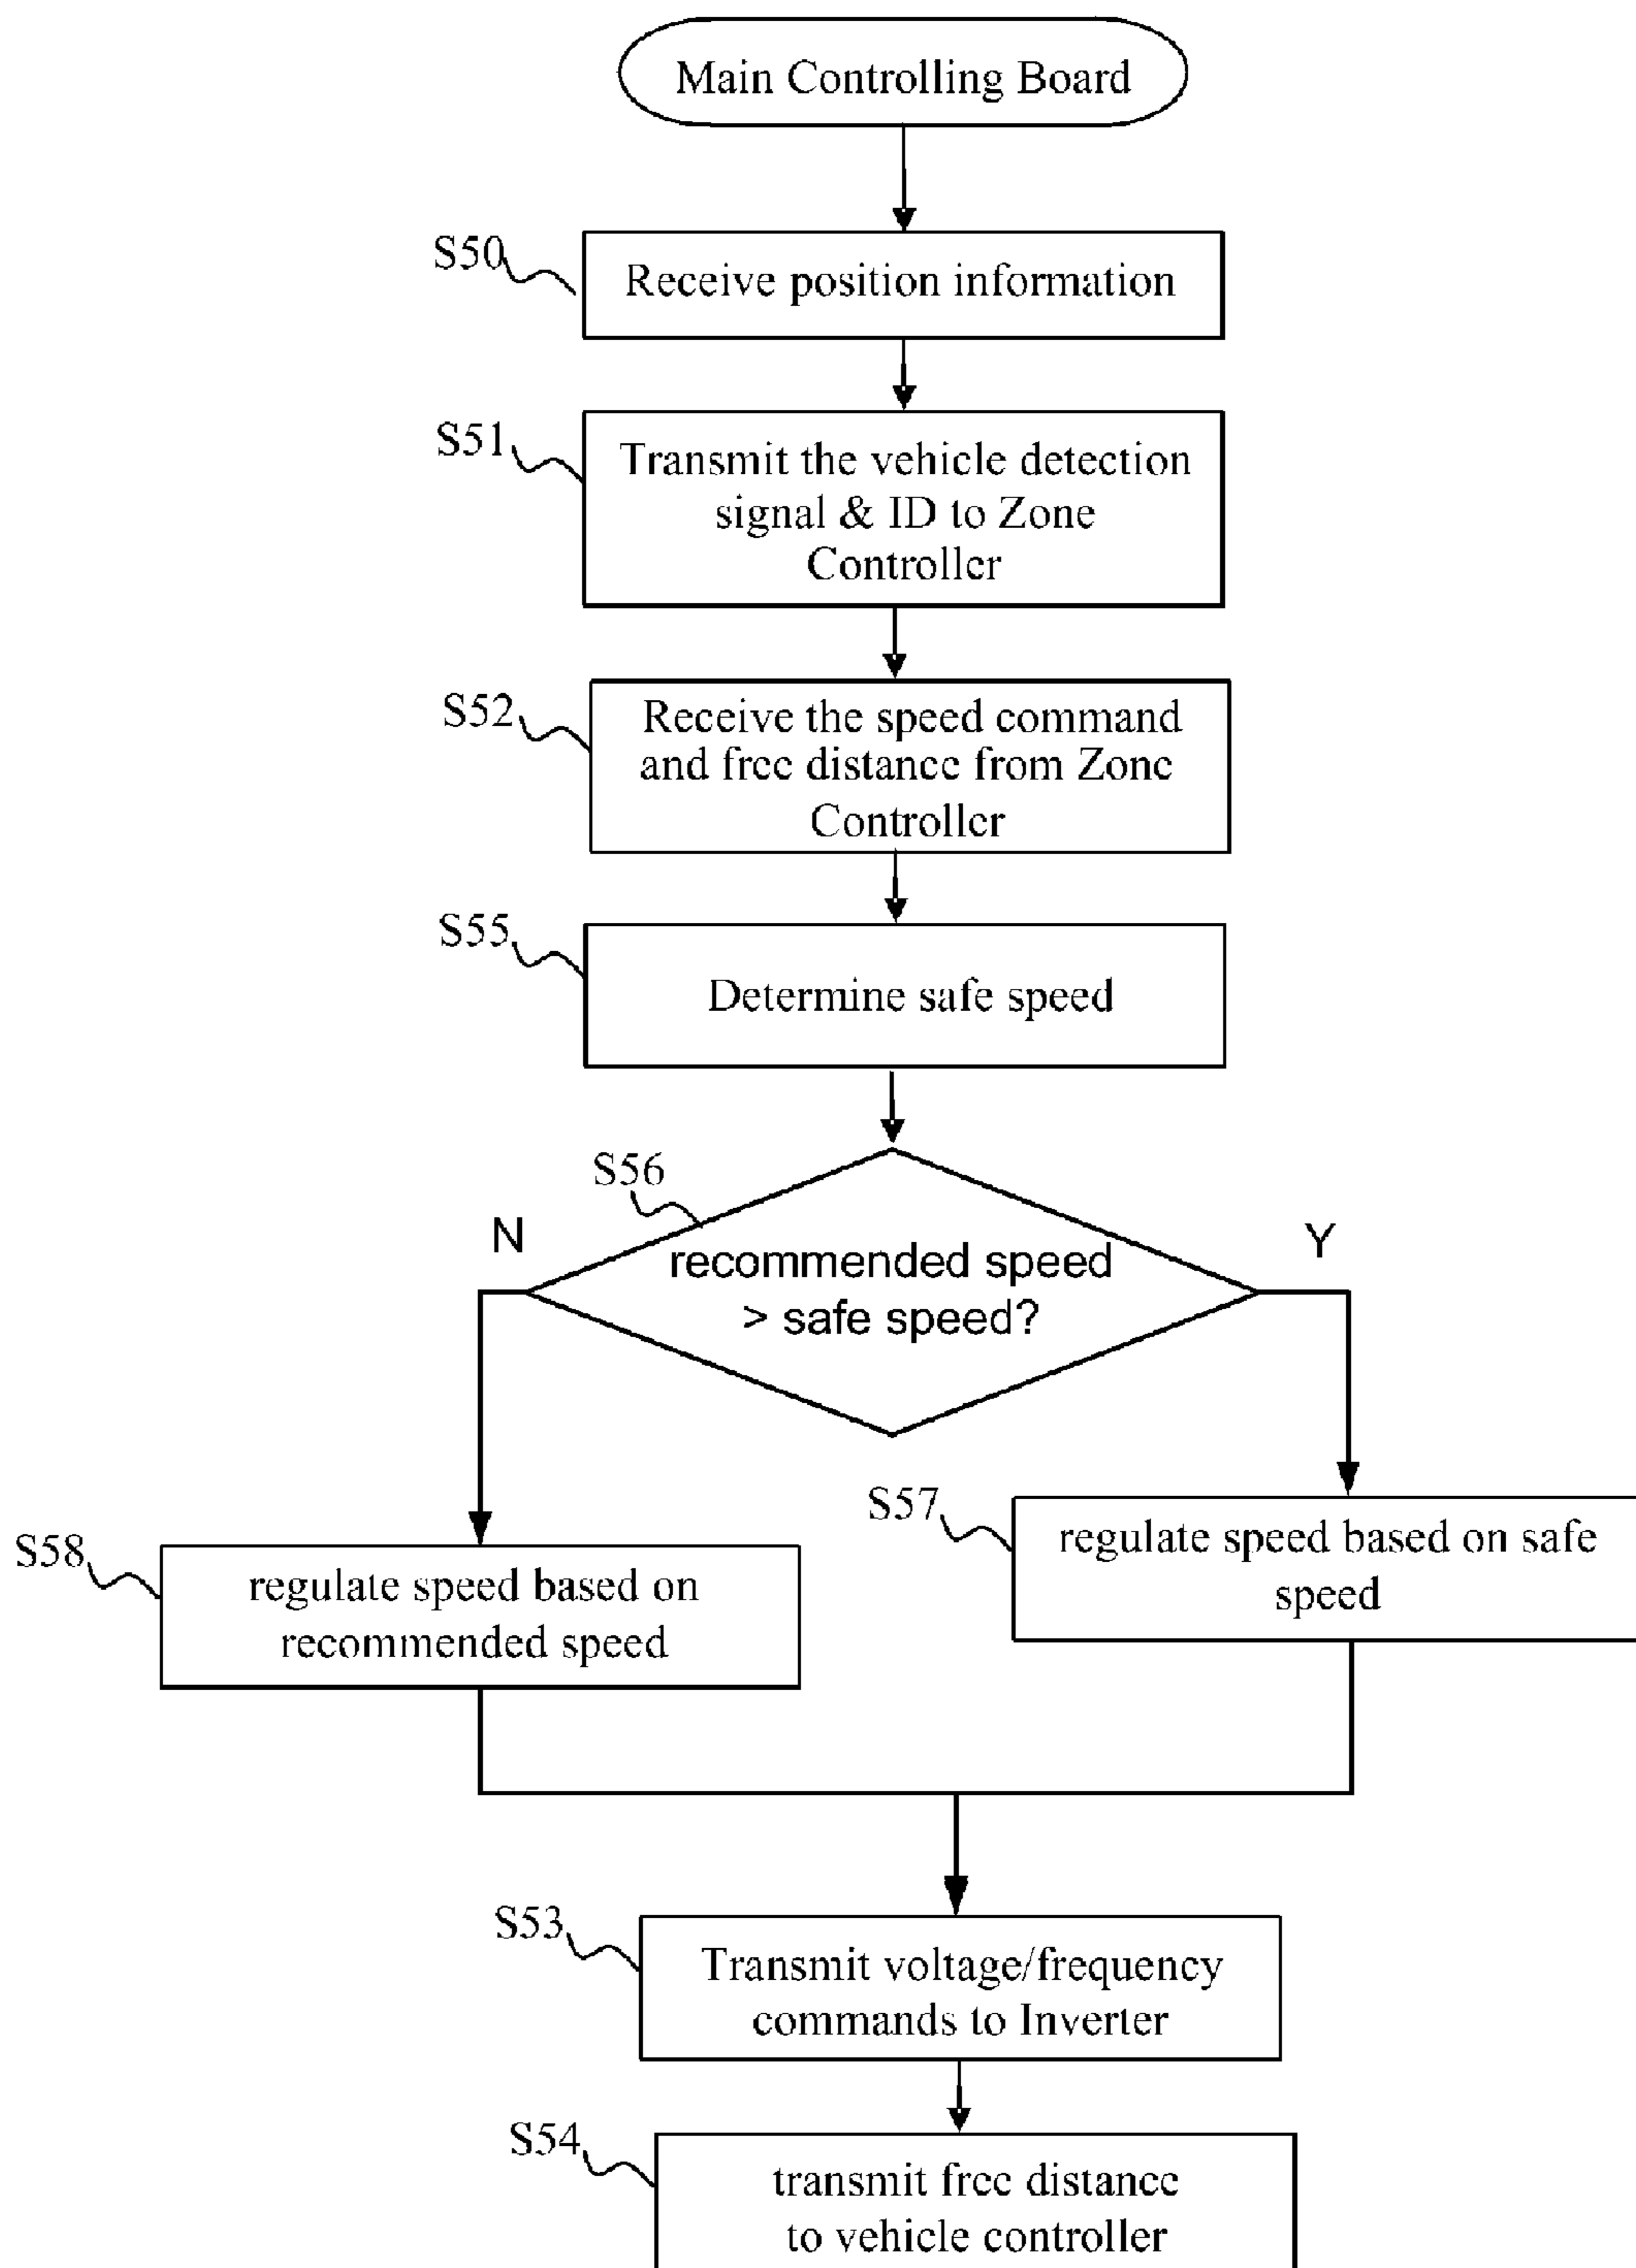 Main Controlling Board
S50
Receive position information
S51
Transmit the vehicle detection
signal & ID to Zone
Controller
S52
Receive the speed command
and free distance from Zone
Controller
S55
Determine safe speed
S56
N
Y
recommended speed
> safe speed?
S57
regulate speed based on safe
speed
S58
regulate speed based on
recommended speed
S53
Transmit voltage/frequency
commands to Inverter
S54
transmit free distance
to vehicle controller